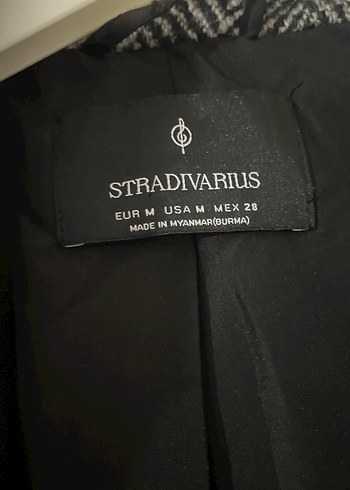 STRADIVARIUS
EUR M USA M MEX 28
MADE IN MYANMAR(BURMA)